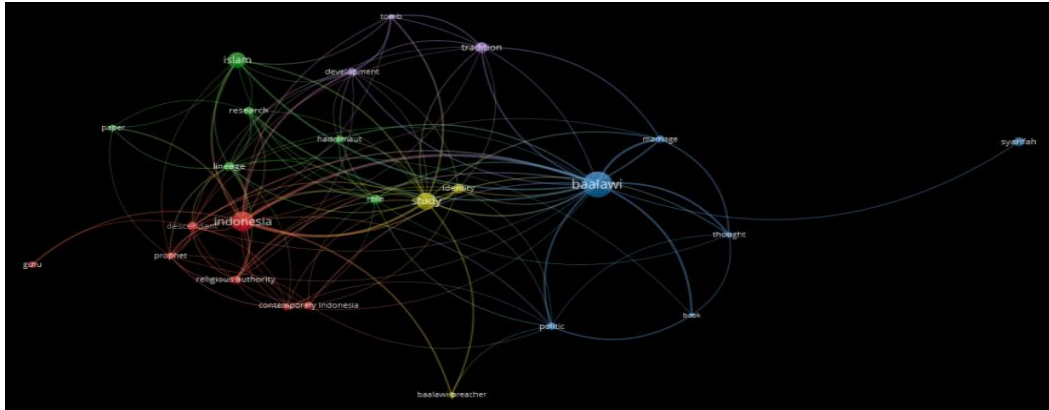 tomb
tradition
islam
development
research
paper
hadramaut
marriage
syarifah
lineage
baalawi
identity
role
study
indonesia
descendant
thought
prophet
guru
religious authority
contemporary indonesia
book
politic
baalawi preacher